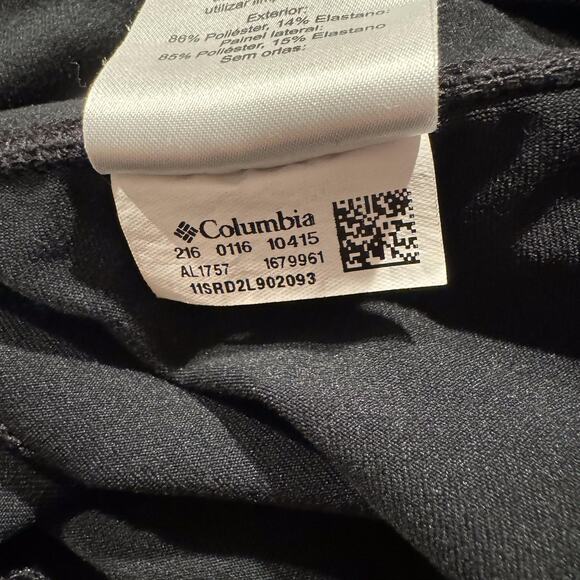 utilizar
Exterior:
86% Poliéster, 14% Elastano
Painel lateral:
85% Poliéster, 15% Elastano
Sem orlas:
Columbia
216 0116 10415
AL1757 1679961
11SRD2L902093